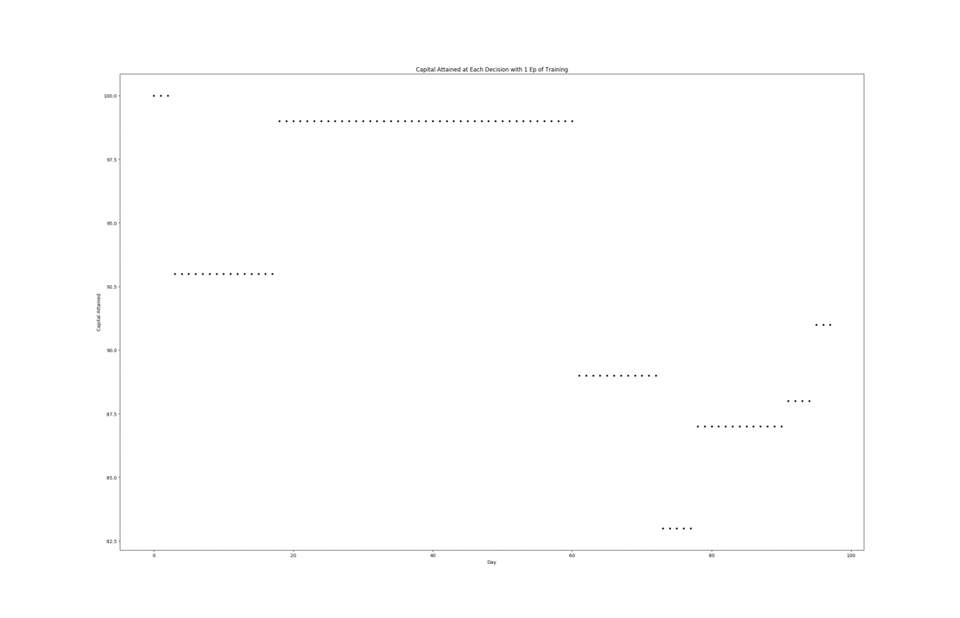 Capital Attained at Each Decision with 1 Ep of Training
100.0
97.5
95.0
92.5
90.0
87.5
85.0
82.5
Capital Attained
0 20 40 60 80 100
Day